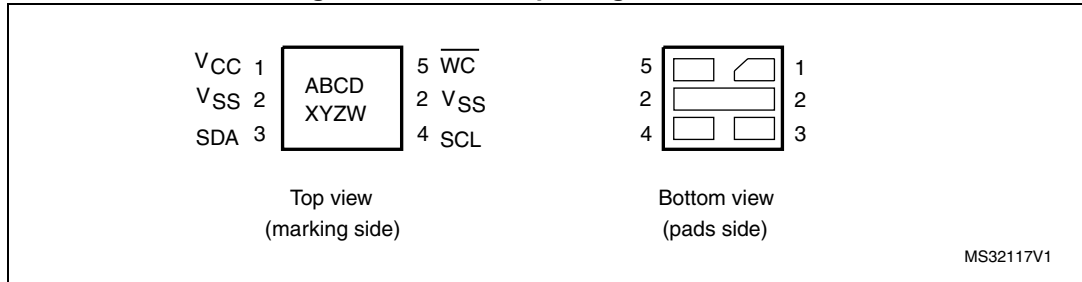 VCC 1
VSS 2
SDA 3
ABCD
XYZW
5 W̅C̅
2 VSS
4 SCL
Top view
(marking side)
5
2
4
1
2
3
Bottom view
(pads side)
MS32117V1